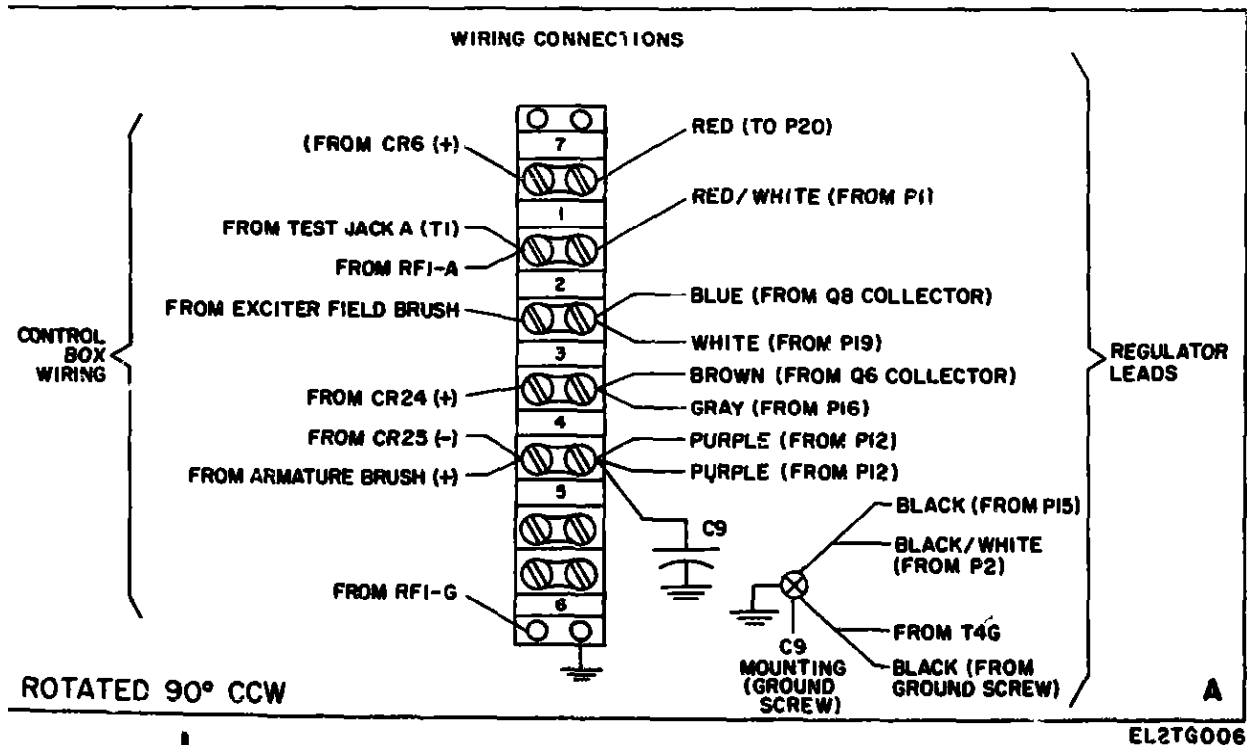 WIRING CONNECTIONS
(FROM CR6 (+)
RED (TO P20)
7
RED/WHITE (FROM P1)
1
FROM TEST JACK A (T1)
FROM RF1-A
2
FROM EXCITER FIELD BRUSH
BLUE (FROM Q8 COLLECTOR)
WHITE (FROM P19)
3
CONTROL
BOX
WIRING
REGULATOR
LEADS
BROWN (FROM Q6 COLLECTOR)
FROM CR24 (+)
GRAY (FROM P16)
4
FROM CR25 (-)
PURPLE (FROM P12)
FROM ARMATURE BRUSH (+)
PURPLE (FROM P12)
5
C9
BLACK (FROM P15)
BLACK/WHITE
(FROM P2)
FROM RF1-G
6
FROM T4G
C9
MOUNTING
(GROUND
SCREW)
BLACK (FROM
GROUND SCREW)
ROTATED 90° CCW
A
EL2TG006